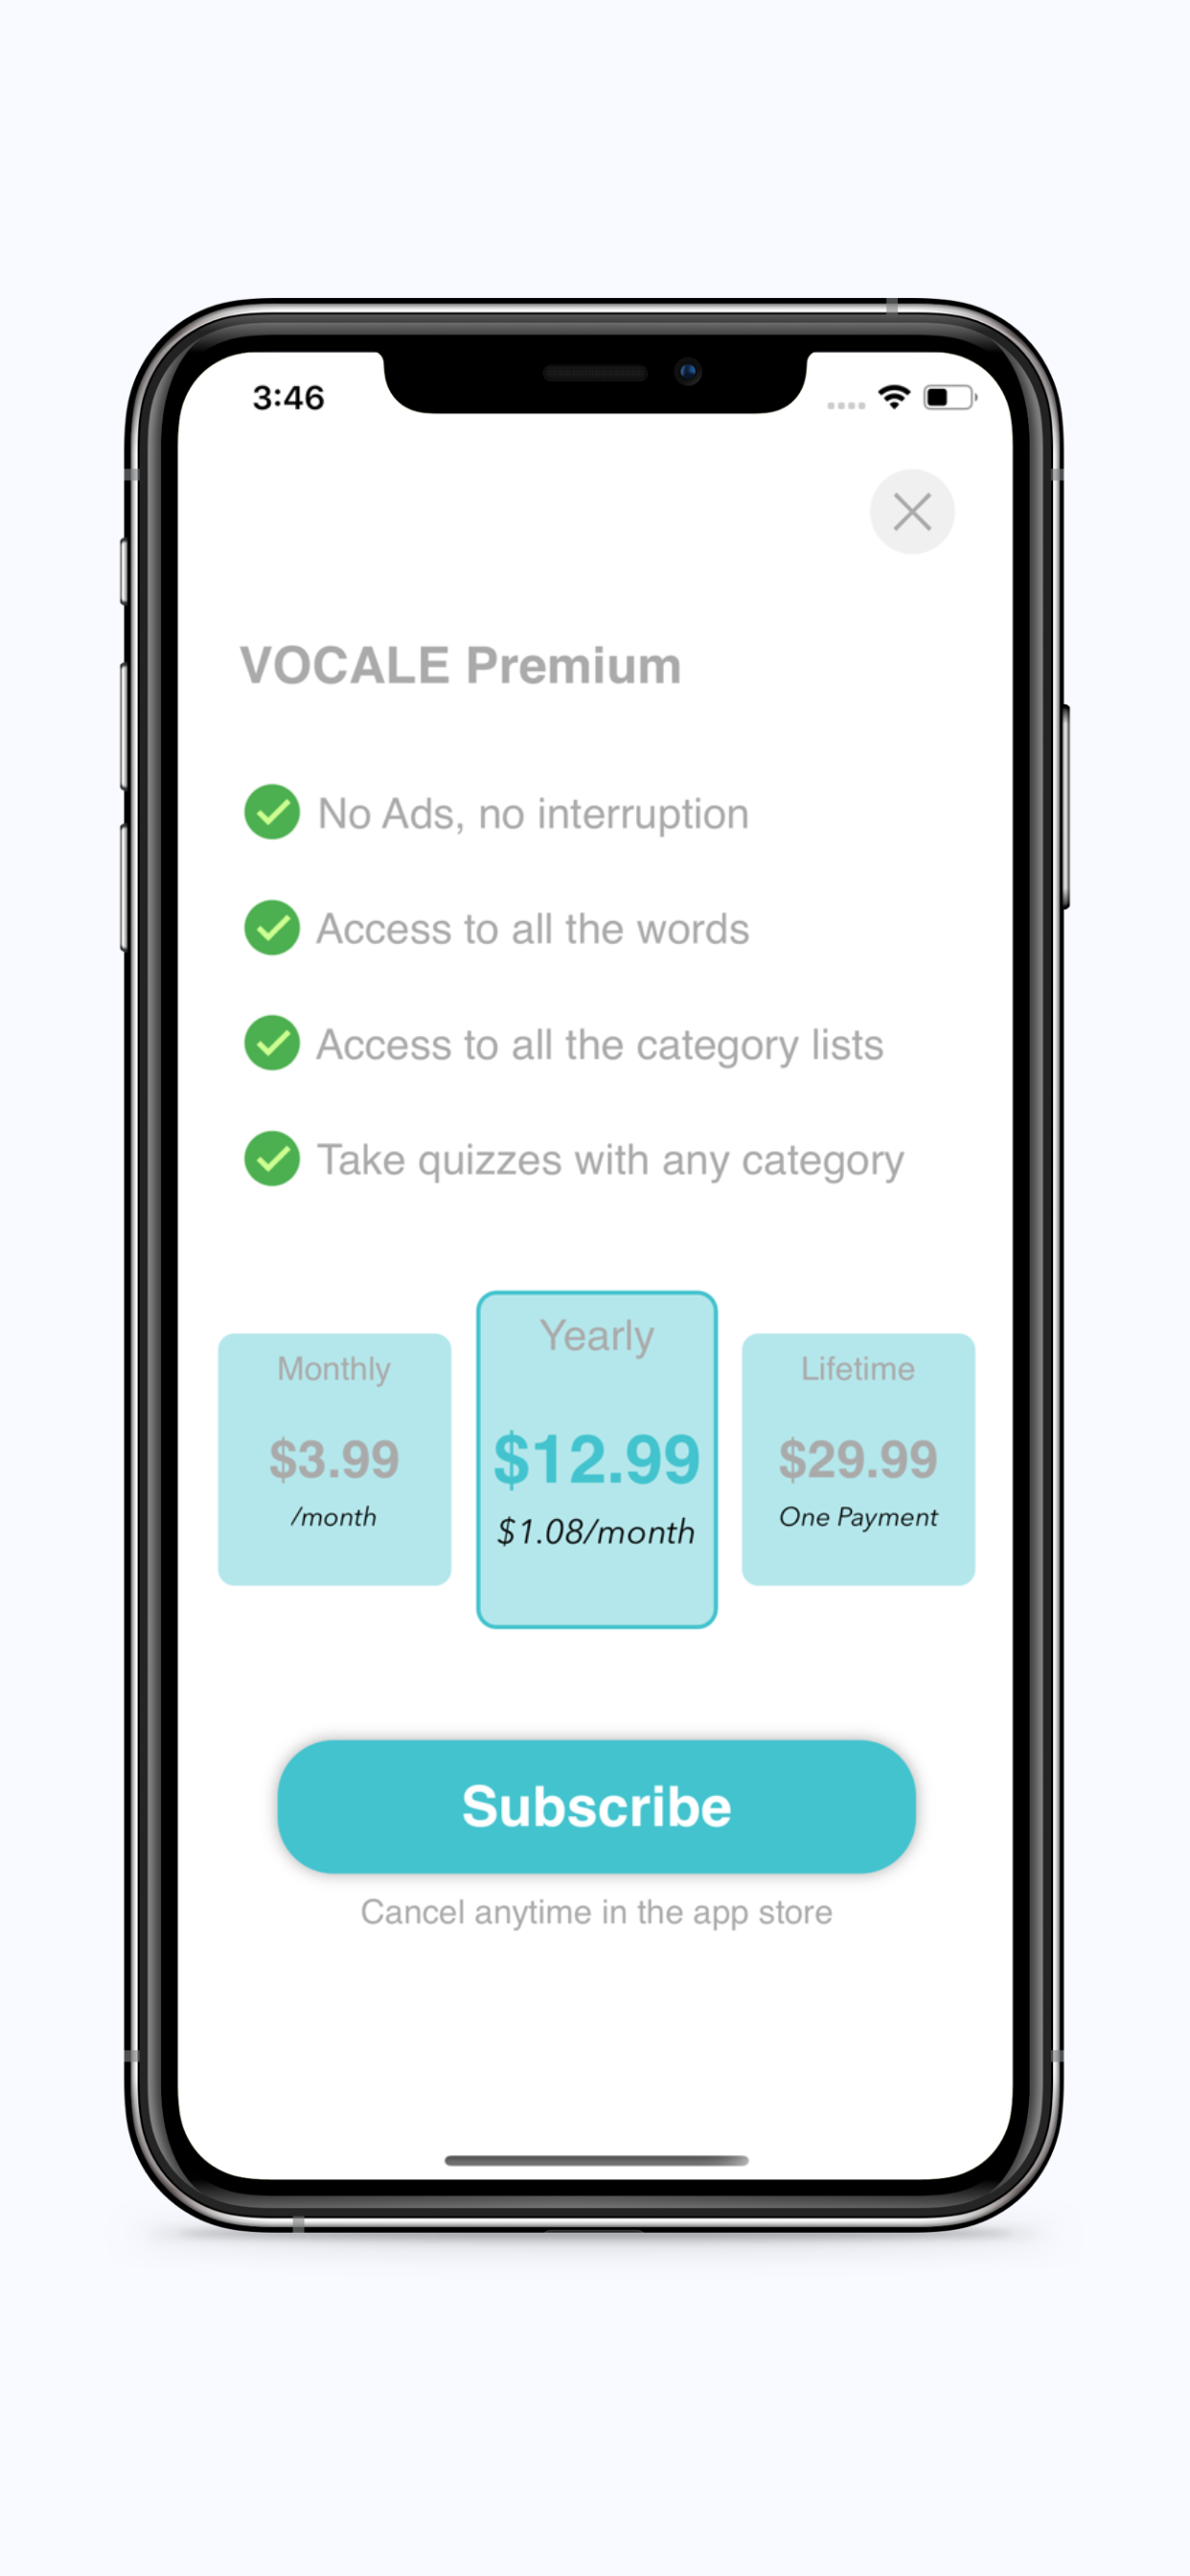 3:46
VOCALE Premium
No Ads, no interruption
Access to all the words
Access to all the category lists
Take quizzes with any category
Monthly
$3.99
/month
Yearly
$12.99
$1.08/month
Lifetime
$29.99
One Payment
Subscribe
Cancel anytime in the app store